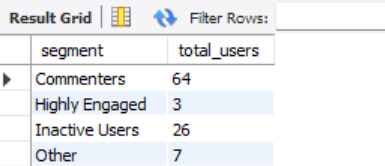 Result Grid Filter Rows:
segment total_users
Commenters 64
Highly Engaged 3
Inactive Users 26
Other 7